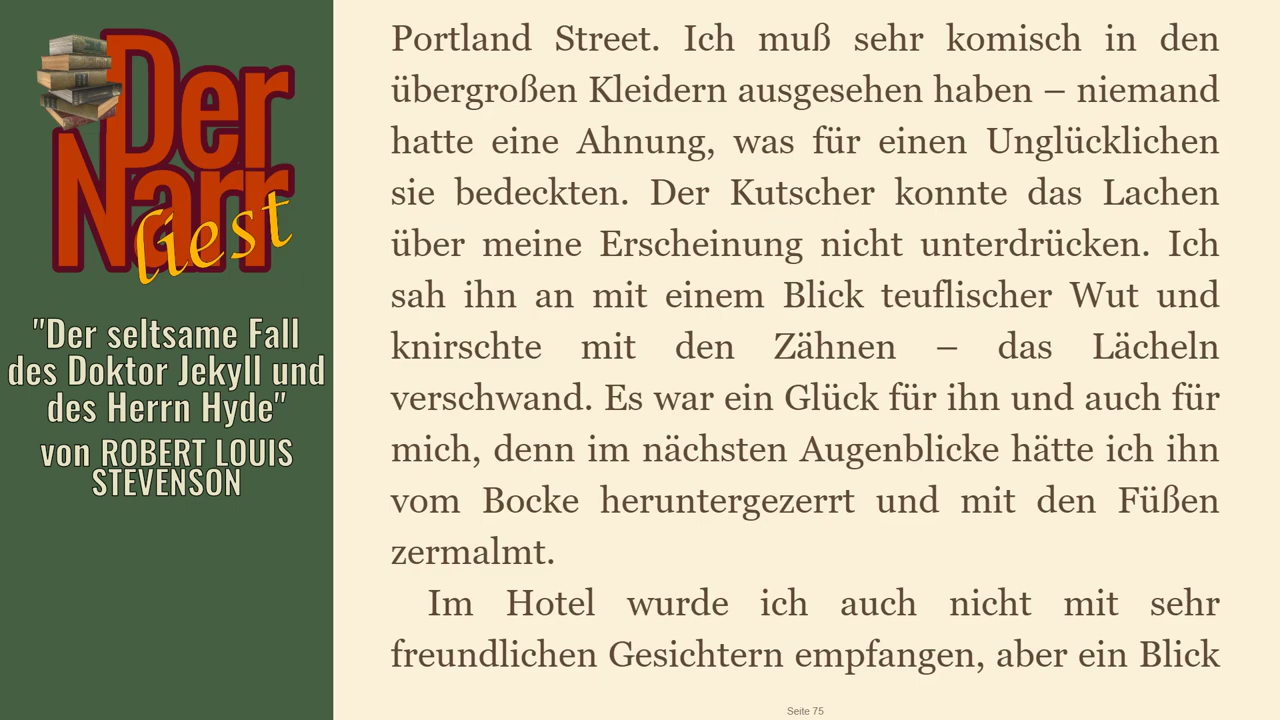 Der
Narr
liest
"Der seltsame Fall
des Doktor Jekyll und
des Herrn Hyde"
von ROBERT LOUIS
STEVENSON
Portland Street. Ich muß sehr komisch in den
übergroßen Kleidern ausgesehen haben – niemand
hatte eine Ahnung, was für einen Unglücklichen
sie bedeckten. Der Kutscher konnte das Lachen
über meine Erscheinung nicht unterdrücken. Ich
sah ihn an mit einem Blick teuflischer Wut und
knirschte mit den Zähnen – das Lächeln
verschwand. Es war ein Glück für ihn und auch für
mich, denn im nächsten Augenblicke hätte ich ihn
vom Bocke heruntergezerrt und mit den Füßen
zermalmt.
Im Hotel wurde ich auch nicht mit sehr
freundlichen Gesichtern empfangen, aber ein Blick
Seite 75